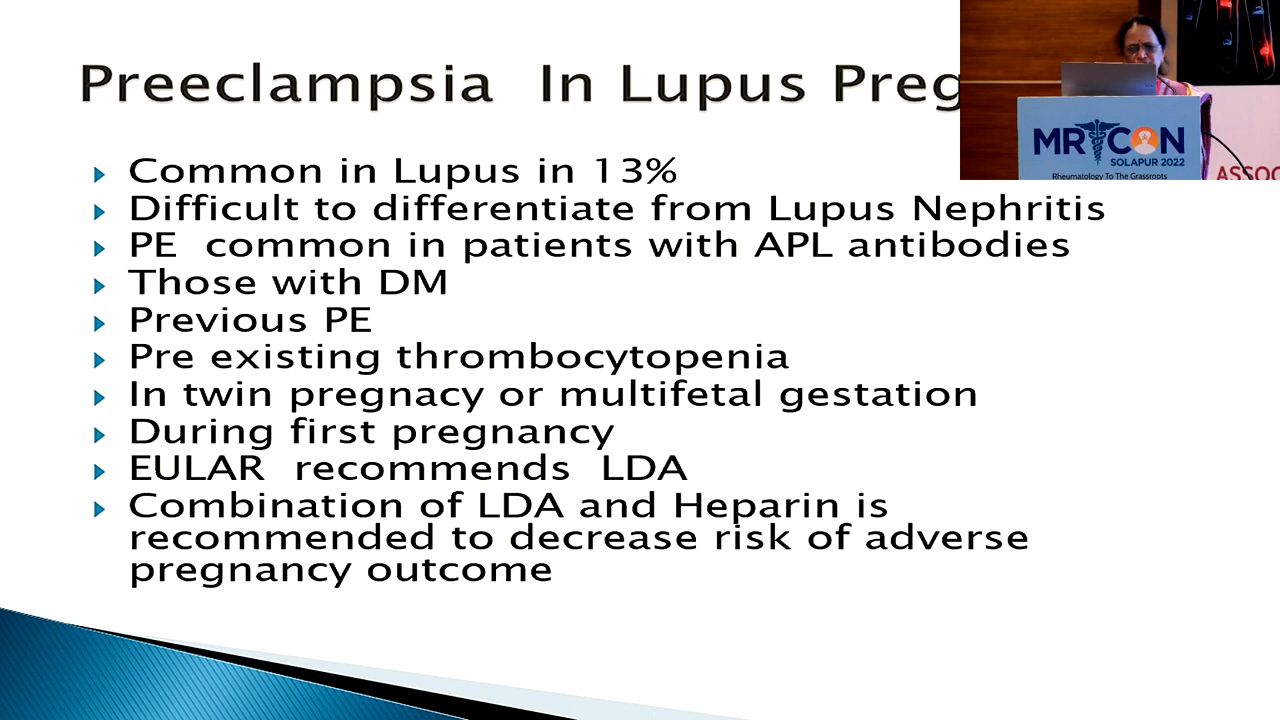 Preeclampsia In Lupus Preg
Common in Lupus in 13%
Difficult to differentiate from Lupus Nephritis
PE common in patients with APL antibodies
Those with DM
Previous PE
Pre existing thrombocytopenia
In twin pregnacy or multifetal gestation
During first pregnancy
EULAR recommends LDA
Combination of LDA and Heparin is
recommended to decrease risk of adverse
pregnancy outcome
MRCON
SOLAPUR 2022
Rheumatology To The Grassroots
ASSOC